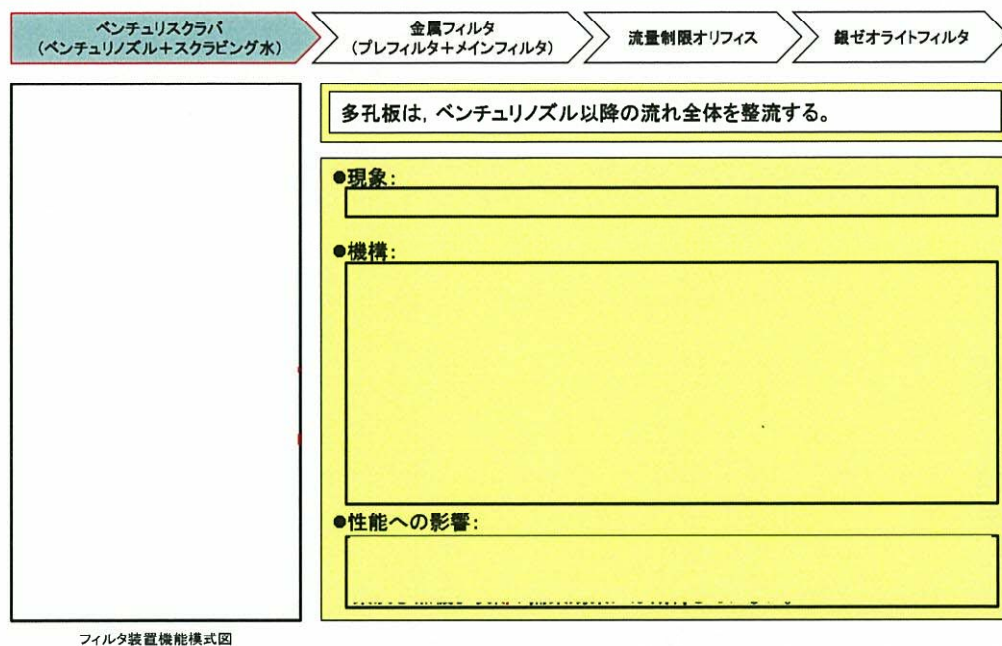 ベンチュリスクラバ
(ベンチュリノズル+スクラビング水)
金属フィルタ
(プレフィルタ+メインフィルタ)
流量制限オリフィス
銀ゼオライトフィルタ
多孔板は,ベンチュリノズル以降の流れ全体を整流する。
●現象:
●機構:
●性能への影響:
フィルタ装置機能模式図